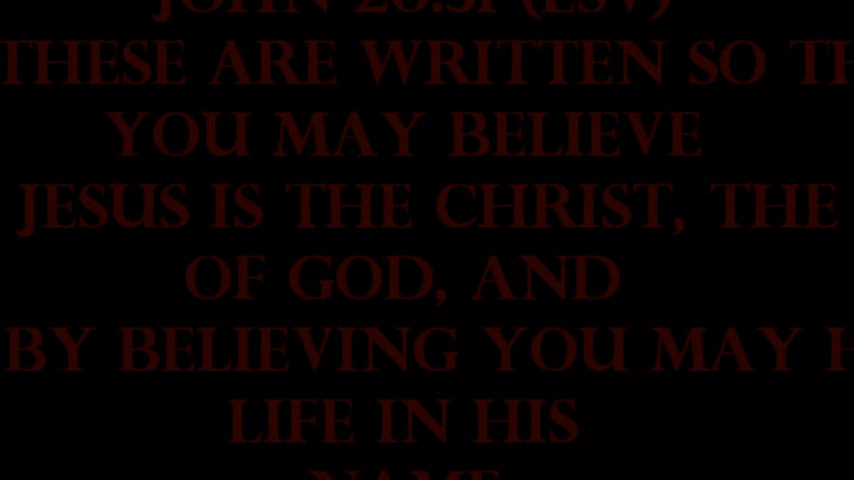 JOHN 20:31 (ESV)
THESE ARE WRITTEN SO TH
YOU MAY BELIEVE
JESUS IS THE CHRIST, THE
OF GOD, AND
BY BELIEVING YOU MAY H
LIFE IN HIS
NAME